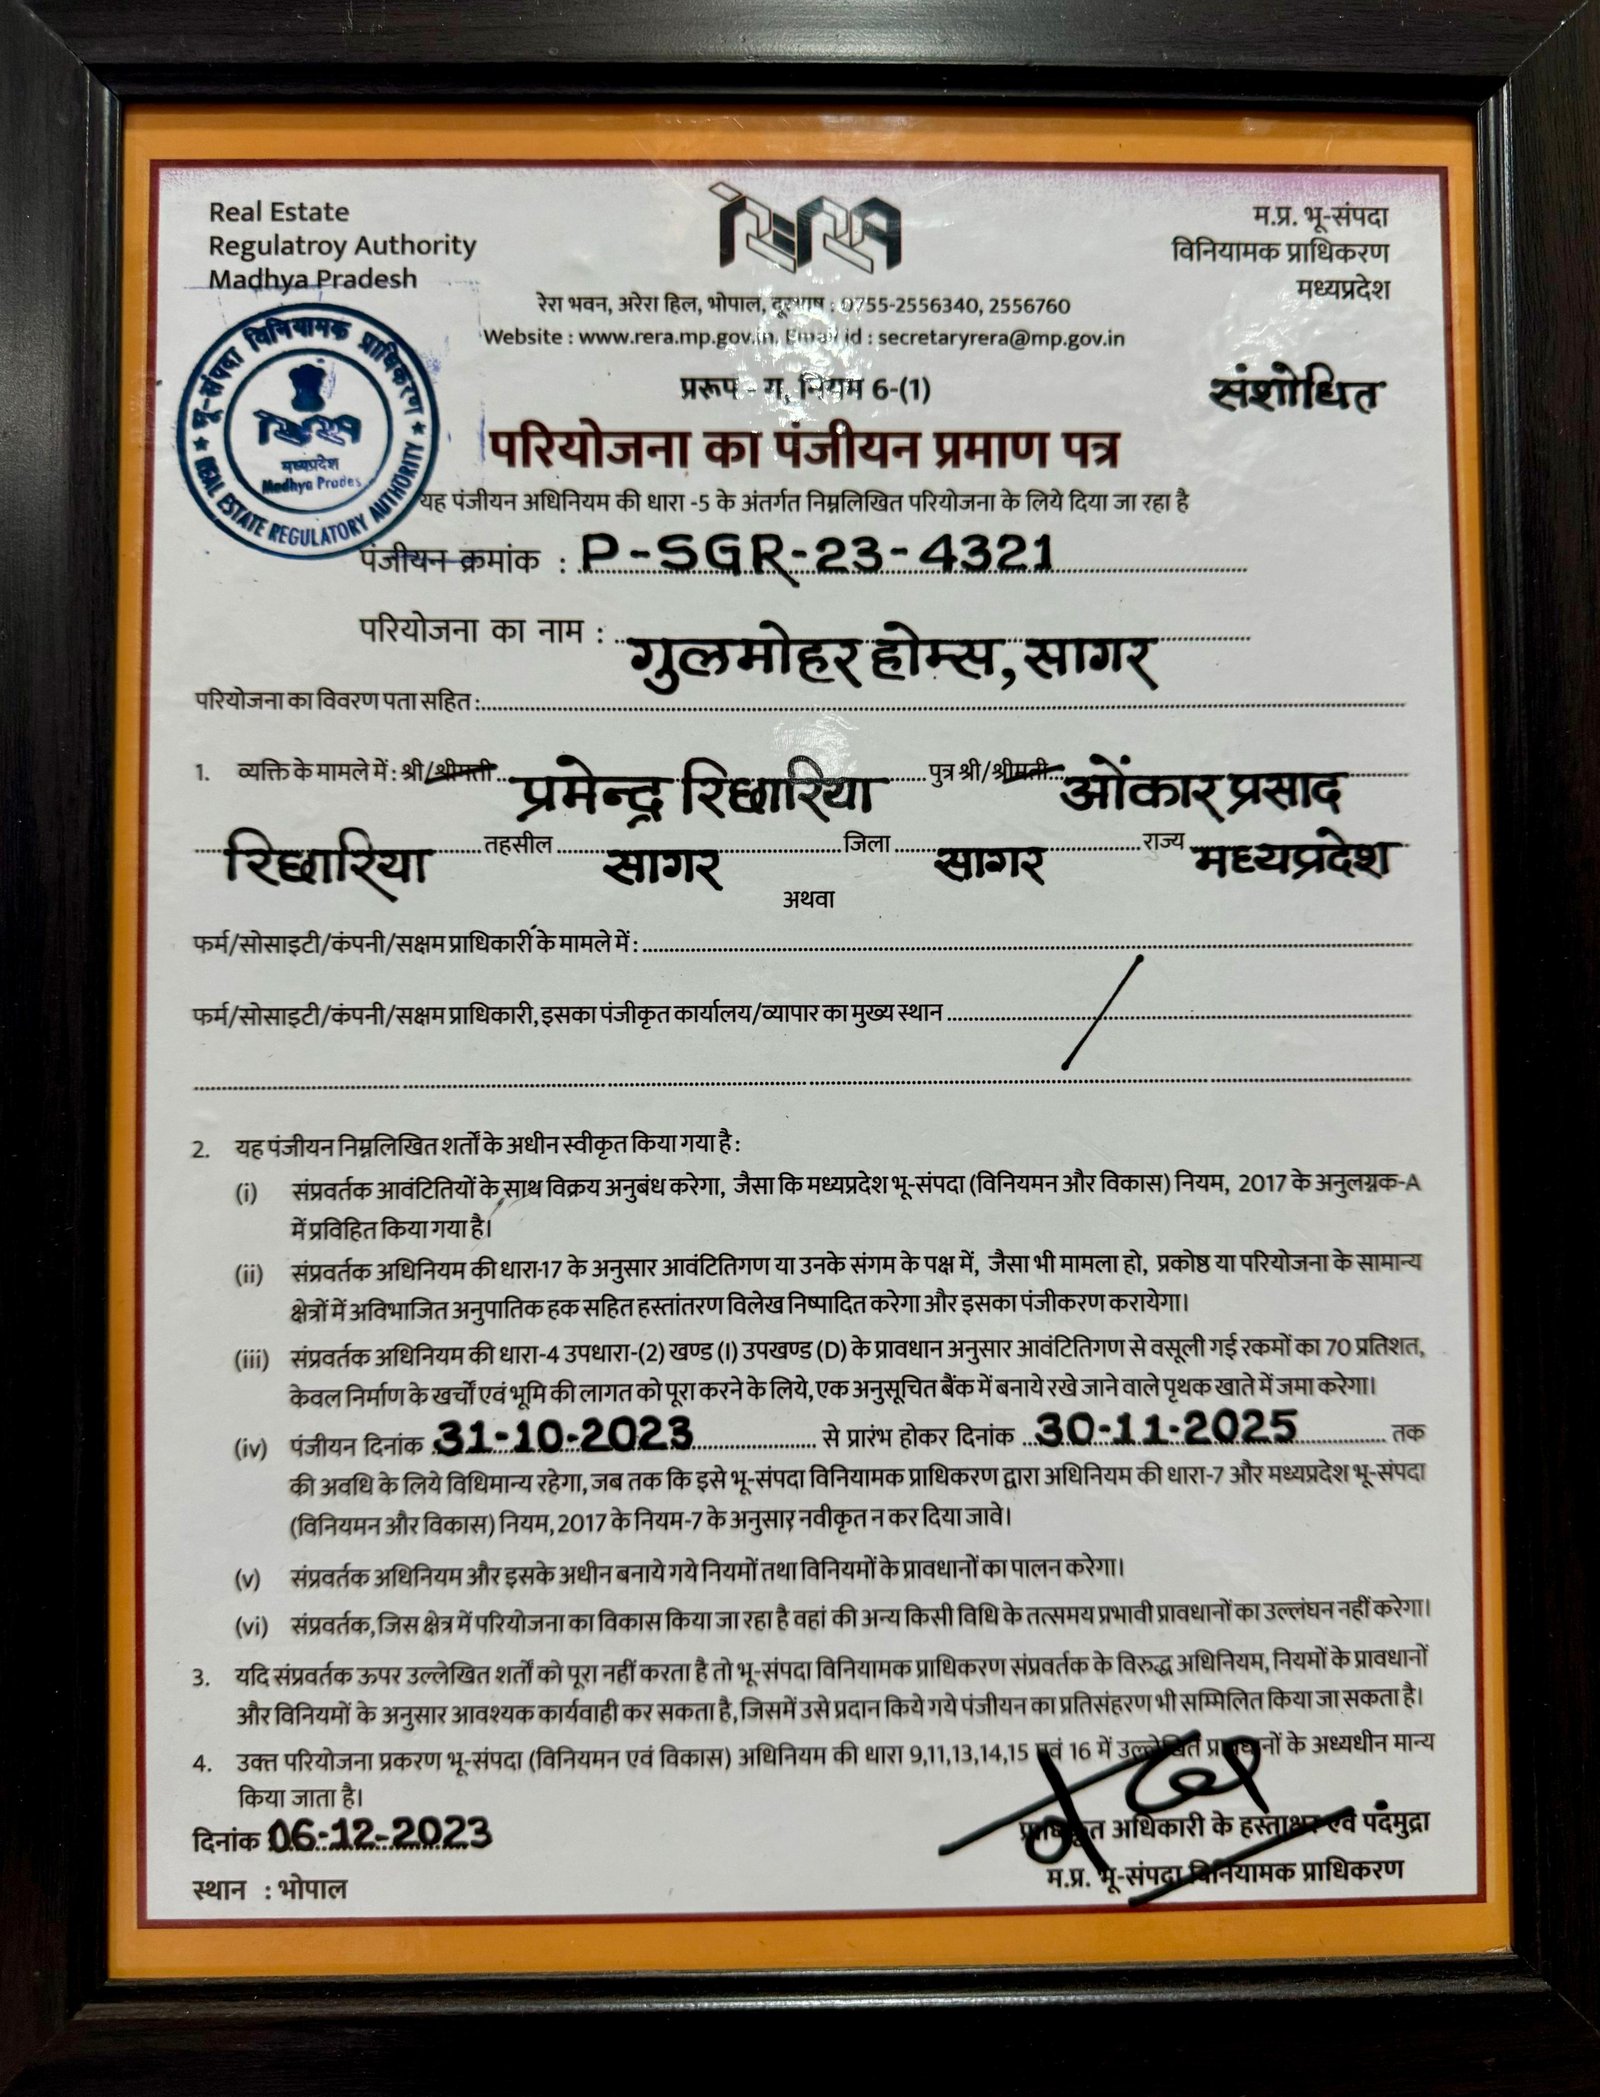 Real Estate
Regulatroy Authority
Madhya Pradesh
RERA
म.प्र. भू-संपदा
विनियामक प्राधिकरण
मध्यप्रदेश
रेरा भवन, अरेरा हिल, भोपाल, दूरभाष : 0755-2556340, 2556760
Website : www.rera.mp.gov.in, Email id : secretaryrera@mp.gov.in
भू-संपदा विनियामक प्राधिकरण
RERA
मध्यप्रदेश
Madhya Prades
REAL ESTATE REGULATORY AUTHORITY
प्ररूप - ग, नियम 6-(1)
संशोधित
परियोजना का पंजीयन प्रमाण पत्र
यह पंजीयन अधिनियम की धारा -5 के अंतर्गत निम्नलिखित परियोजना के लिये दिया जा रहा है
पंजीयन क्रमांक : P-SGR-23-4321
परियोजना का नाम : गुलमोहर होम्स, सागर
परियोजना का विवरण पता सहित :
1. व्यक्ति के मामले में : श्री/श्रीमती प्रमेन्द्र रिछारिया पुत्र श्री/श्रीमती ओंकार प्रसाद
रिछारिया तहसील सागर जिला सागर राज्य मध्यप्रदेश
अथवा
फर्म/सोसाइटी/कंपनी/सक्षम प्राधिकारी के मामले में :
फर्म/सोसाइटी/कंपनी/सक्षम प्राधिकारी, इसका पंजीकृत कार्यालय/व्यापार का मुख्य स्थान
2. यह पंजीयन निम्नलिखित शर्तों के अधीन स्वीकृत किया गया है :
(i) संप्रवर्तक आवंटितियों के साथ विक्रय अनुबंध करेगा, जैसा कि मध्यप्रदेश भू-संपदा (विनियमन और विकास) नियम, 2017 के अनुलग्नक-A
में प्रविहित किया गया है।
(ii) संप्रवर्तक अधिनियम की धारा-17 के अनुसार आवंटितिगण या उनके संगम के पक्ष में, जैसा भी मामला हो, प्रकोष्ठ या परियोजना के सामान्य
क्षेत्रों में अविभाजित अनुपातिक हक सहित हस्तांतरण विलेख निष्पादित करेगा और इसका पंजीकरण करायेगा।
(iii) संप्रवर्तक अधिनियम की धारा-4 उपधारा-(2) खण्ड (I) उपखण्ड (D) के प्रावधान अनुसार आवंटितिगण से वसूली गई रकमों का 70 प्रतिशत,
केवल निर्माण के खर्चों एवं भूमि की लागत को पूरा करने के लिये, एक अनुसूचित बैंक में बनाये रखे जाने वाले पृथक खाते में जमा करेगा।
(iv) पंजीयन दिनांक 31-10-2023 से प्रारंभ होकर दिनांक 30-11-2025 तक
की अवधि के लिये विधिमान्य रहेगा, जब तक कि इसे भू-संपदा विनियामक प्राधिकरण द्वारा अधिनियम की धारा-7 और मध्यप्रदेश भू-संपदा
(विनियमन और विकास) नियम, 2017 के नियम-7 के अनुसार नवीकृत न कर दिया जावे।
(v) संप्रवर्तक अधिनियम और इसके अधीन बनाये गये नियमों तथा विनियमों के प्रावधानों का पालन करेगा।
(vi) संप्रवर्तक, जिस क्षेत्र में परियोजना का विकास किया जा रहा है वहां की अन्य किसी विधि के तत्समय प्रभावी प्रावधानों का उल्लंघन नहीं करेगा।
3. यदि संप्रवर्तक ऊपर उल्लेखित शर्तों को पूरा नहीं करता है तो भू-संपदा विनियामक प्राधिकरण संप्रवर्तक के विरुद्ध अधिनियम, नियमों के प्रावधानों
और विनियमों के अनुसार आवश्यक कार्यवाही कर सकता है, जिसमें उसे प्रदान किये गये पंजीयन का प्रतिसंहरण भी सम्मिलित किया जा सकता है।
4. उक्त परियोजना प्रकरण भू-संपदा (विनियमन एवं विकास) अधिनियम की धारा 9,11,13,14,15 एवं 16 में उल्लेखित प्रावधानों के अध्यधीन मान्य
किया जाता है।
दिनांक 06-12-2023
प्राधिकृत अधिकारी के हस्ताक्षर एवं पदमुद्रा
म.प्र. भू-संपदा विनियामक प्राधिकरण
स्थान : भोपाल